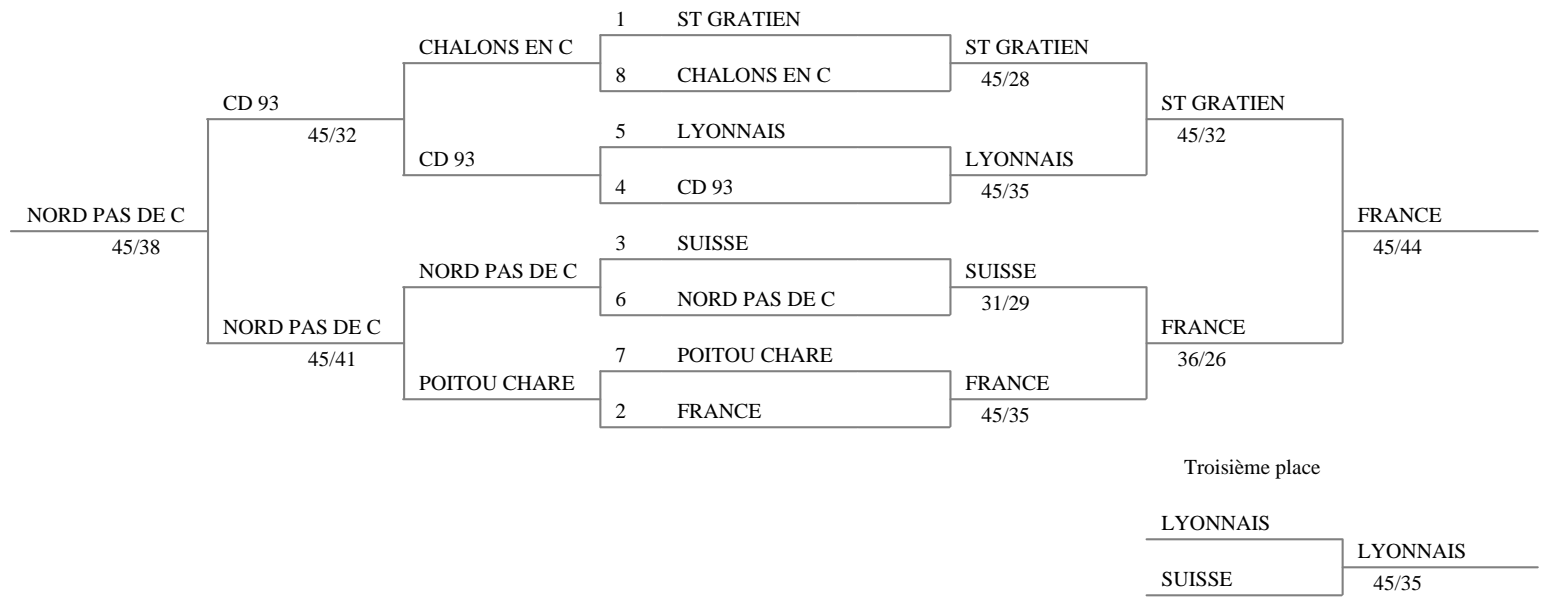 1 ST GRATIEN
CHALONS EN C ST GRATIEN
8 CHALONS EN C 45/28
CD 93 ST GRATIEN
45/32 5 LYONNAIS 45/32
CD 93 LYONNAIS
4 CD 93 45/35
NORD PAS DE C FRANCE
45/38 3 SUISSE 45/44
NORD PAS DE C SUISSE
6 NORD PAS DE C 31/29
NORD PAS DE C FRANCE
45/41 7 POITOU CHARE 36/26
POITOU CHARE FRANCE
2 FRANCE 45/35
Troisième place
LYONNAIS
LYONNAIS
SUISSE 45/35